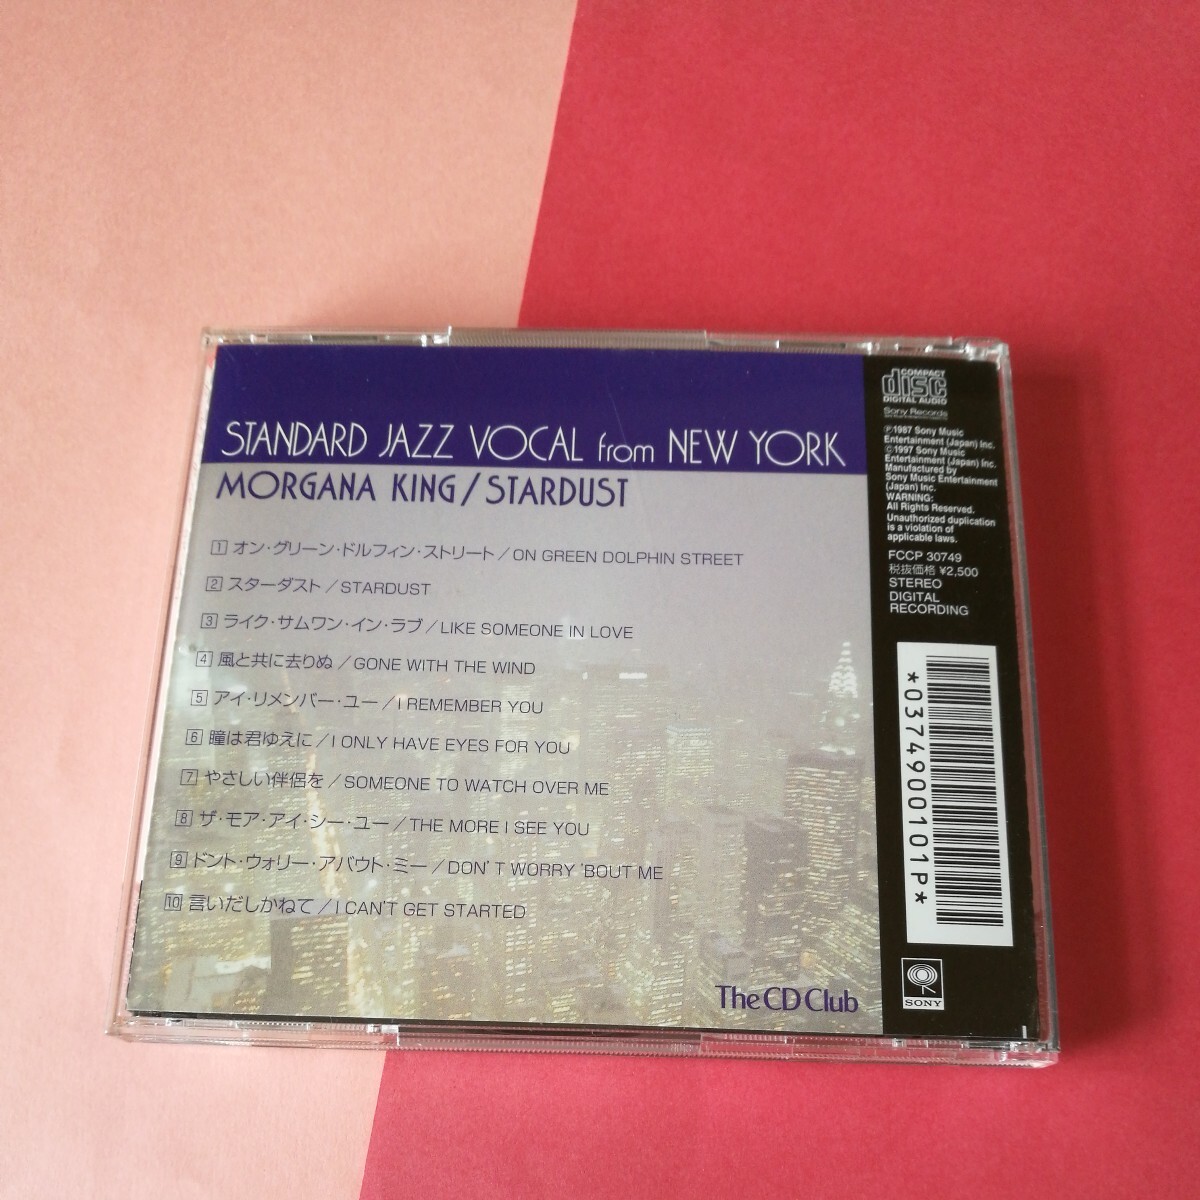 STANDARD JAZZ VOCAL from NEW YORK
MORGANA KING/STARDUST
1 オン・グリーン・ドルフィン・ストリート/ON GREEN DOLPHIN STREET
2 スターダスト/STARDUST
3 ライク・サムワン・イン・ラブ/LIKE SOMEONE IN LOVE
4 風と共に去りぬ/GONE WITH THE WIND
5 アイ・リメンバー・ユー/I REMEMBER YOU
6 瞳は君ゆえに/I ONLY HAVE EYES FOR YOU
7 やさしい伴侶を/SOMEONE TO WATCH OVER ME
8 ザ・モア・アイ・シー・ユー/THE MORE I SEE YOU
9 ドント・ウォリー・アバウト・ミー/DON'T WORRY 'BOUT ME
10 言いだしかねて/I CAN'T GET STARTED
The CD Club
COMPACT
disc
DIGITAL AUDIO
Sony Records
Ⓟ1987 Sony Music
Entertainment (Japan) Inc.
©1997 Sony Music
Entertainment (Japan) Inc.
Manufactured by
Sony Music Entertainment
(Japan) Inc.
WARNING:
All Rights Reserved.
Unauthorized duplication
is a violation of
applicable laws.
FCCP 30749
税抜価格 ¥2,500
STEREO
DIGITAL
RECORDING
*03749000101P*
SONY